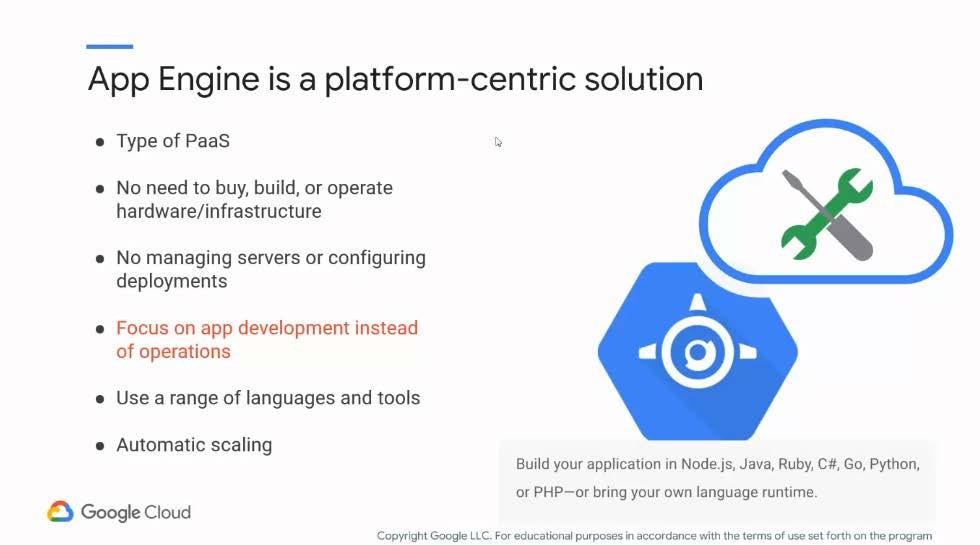 App Engine is a platform-centric solution
● Type of PaaS
● No need to buy, build, or operate
hardware/infrastructure
● No managing servers or configuring
deployments
● Focus on app development instead
of operations
● Use a range of languages and tools
● Automatic scaling
Build your application in Node.js, Java, Ruby, C#, Go, Python,
or PHP—or bring your own language runtime.
Google Cloud
Copyright Google LLC. For educational purposes in accordance with the terms of use set forth on the program